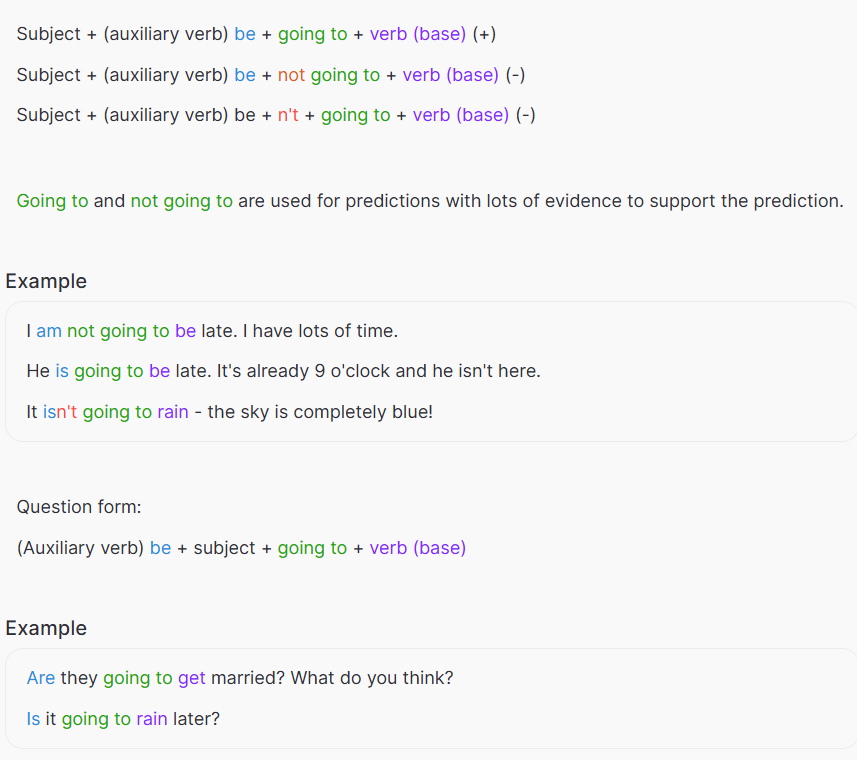 Subject + (auxiliary verb) be + going to + verb (base) (+)
Subject + (auxiliary verb) be + not going to + verb (base) (-)
Subject + (auxiliary verb) be + n't + going to + verb (base) (-)
Going to and not going to are used for predictions with lots of evidence to support the prediction.
Example
I am not going to be late. I have lots of time.
He is going to be late. It's already 9 o'clock and he isn't here.
It isn't going to rain - the sky is completely blue!
Question form:
(Auxiliary verb) be + subject + going to + verb (base)
Example
Are they going to get married? What do you think?
Is it going to rain later?